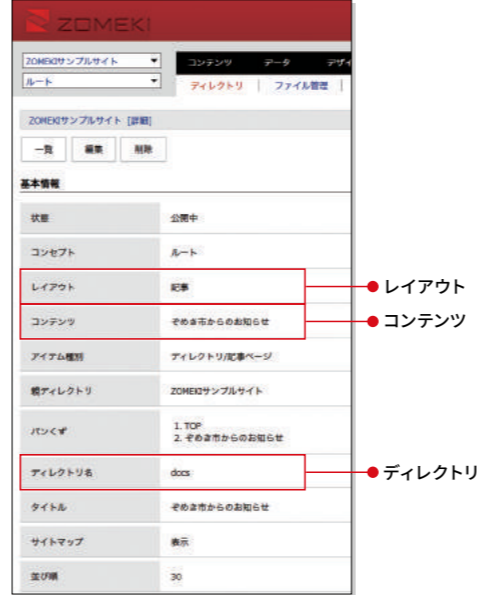 ZOMEKI
ZOMEKIサンプルサイト
コンテンツ データ デザイ
ルート
ディレクトリ ファイル管理
ZOMEKIサンプルサイト [詳細]
一覧 編集 削除
基本情報
状態 公開中
コンセプト ルート
レイアウト 記事 レイアウト
コンテンツ ぞめき市からのお知らせ コンテンツ
アイテム種別 ディレクトリ/記事ページ
親ディレクトリ ZOMEKIサンプルサイト
パンくず 1. TOP
2. ぞめき市からのお知らせ
ディレクトリ名 docs ディレクトリ
タイトル ぞめき市からのお知らせ
サイトマップ 表示
並び順 30